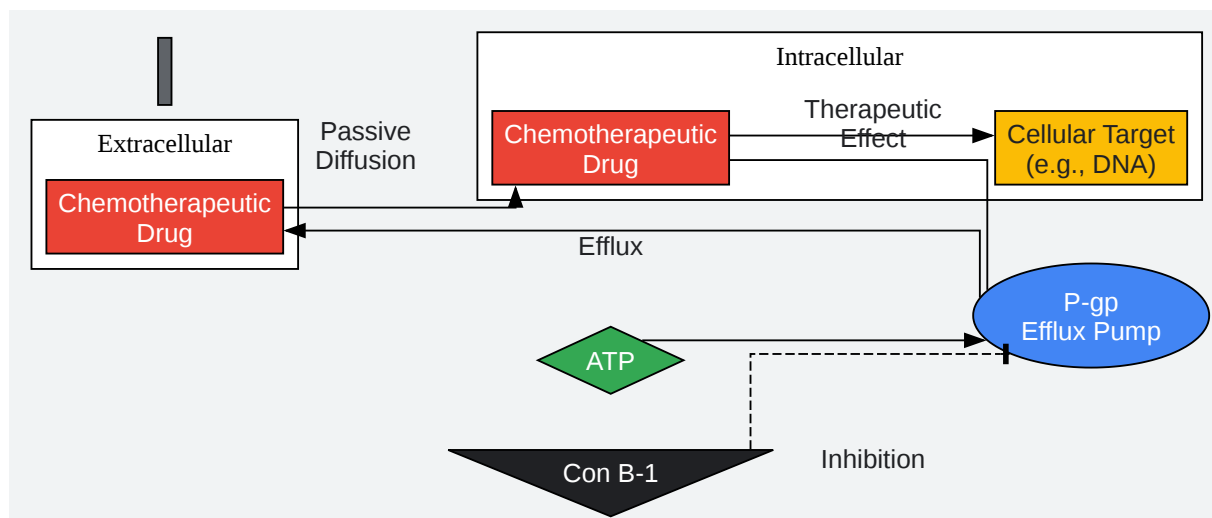 Intracellular
Therapeutic
Effect
Passive
Diffusion
Extracellular
Chemotherapeutic
Drug
Cellular Target
(e.g., DNA)
Chemotherapeutic
Drug
Efflux
P-gp
Efflux Pump
ATP
Inhibition
Con B-1